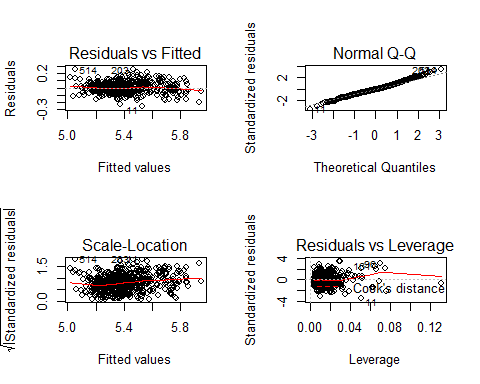 Residuals vs Fitted
Residuals
0.2
-0.3
514
11
5.0 5.4 5.8
Fitted values
Normal Q-Q
Standardized residuals
2
-2
11
-3 -2 -1 0 1 2 3
Theoretical Quantiles
Scale-Location
√|Standardized residuals|
1.5
0.0
514
5.0 5.4 5.8
Fitted values
Residuals vs Leverage
Standardized residuals
4
0
-4
Cook's distance
11
0.00 0.04 0.08 0.12
Leverage